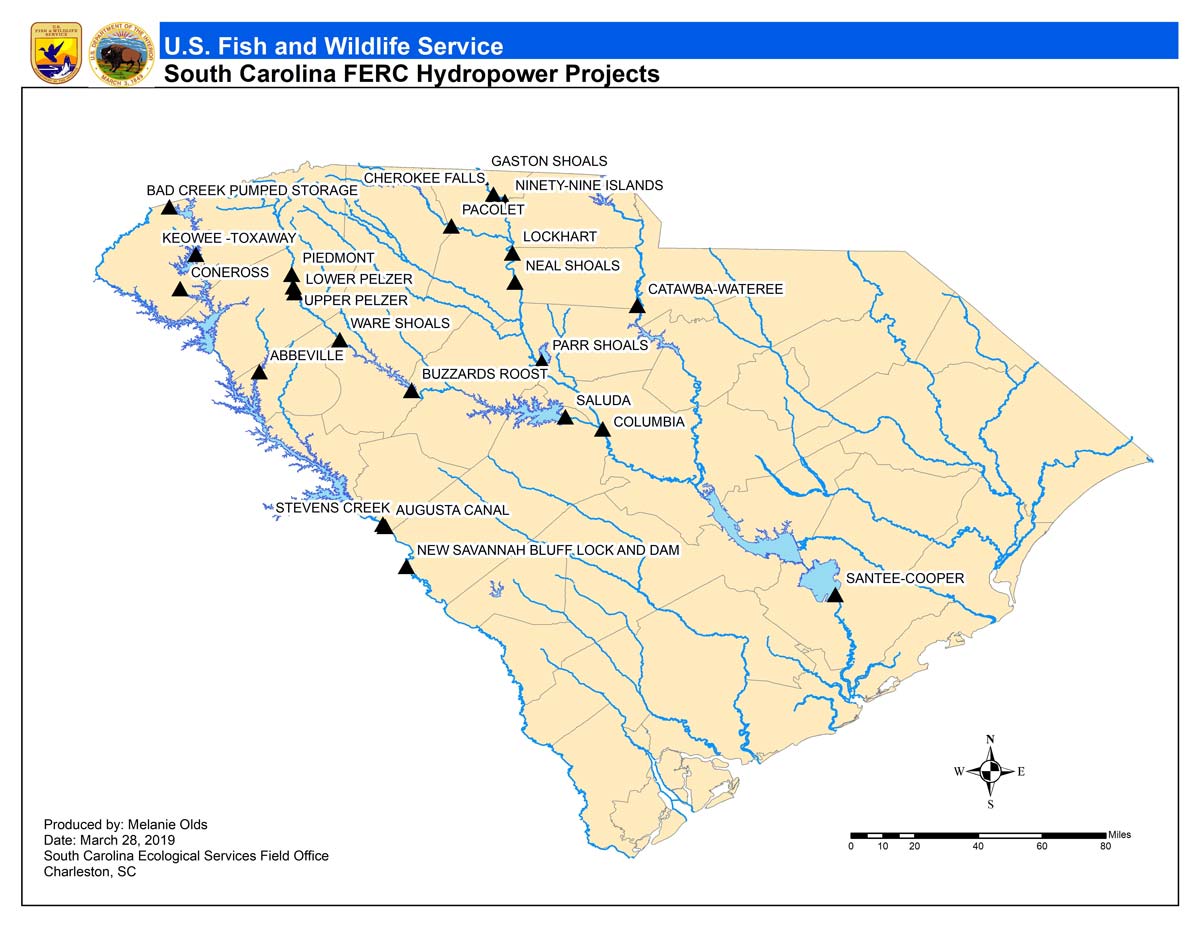 U.S.
FISH & WILDLIFE
SERVICE
U.S. DEPARTMENT OF THE INTERIOR
MARCH 3, 1849
U.S. Fish and Wildlife Service
South Carolina FERC Hydropower Projects
GASTON SHOALS
CHEROKEE FALLS
NINETY-NINE ISLANDS
BAD CREEK PUMPED STORAGE
PACOLET
KEOWEE -TOXAWAY
LOCKHART
PIEDMONT
NEAL SHOALS
CONEROSS
LOWER PELZER
CATAWBA-WATEREE
UPPER PELZER
WARE SHOALS
PARR SHOALS
ABBEVILLE
BUZZARDS ROOST
SALUDA
COLUMBIA
STEVENS CREEK
AUGUSTA CANAL
NEW SAVANNAH BLUFF LOCK AND DAM
SANTEE-COOPER
N
W
E
S
Produced by: Melanie Olds
Date: March 28, 2019
South Carolina Ecological Services Field Office
Charleston, SC
Miles
0 10 20 40 60 80